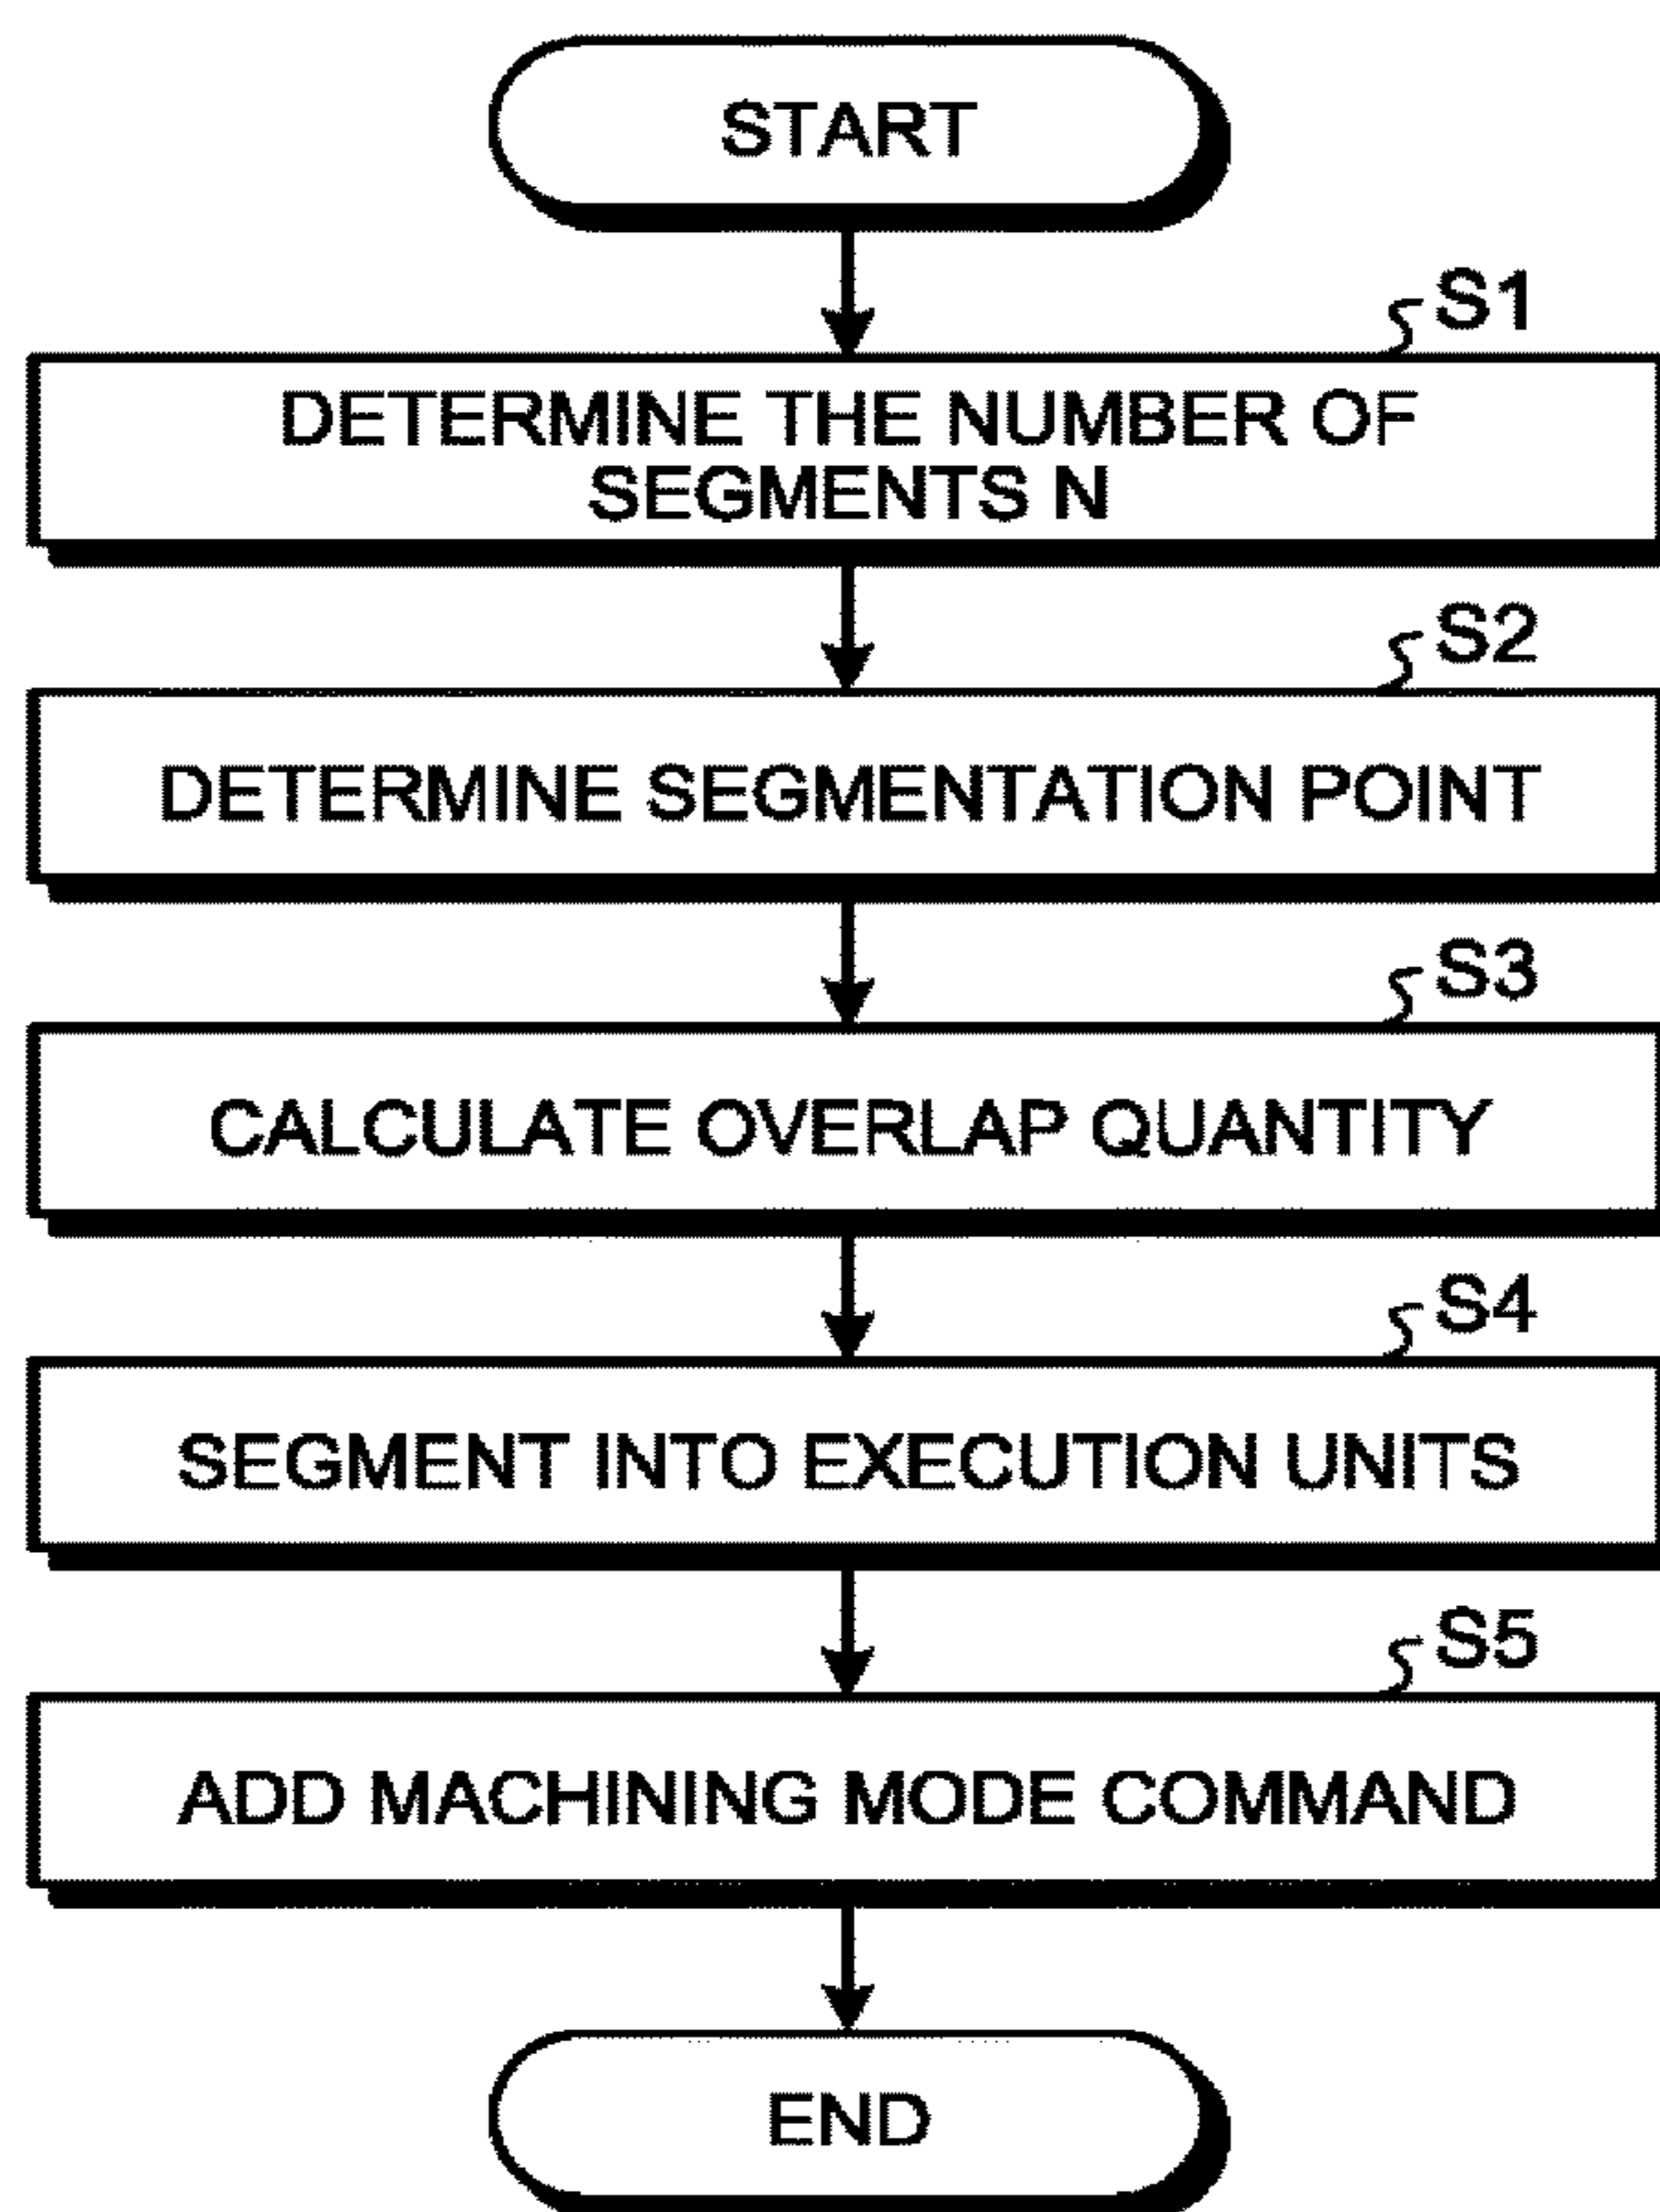 START
S1
DETERMINE THE NUMBER OF
SEGMENTS N
S2
DETERMINE SEGMENTATION POINT
S3
CALCULATE OVERLAP QUANTITY
S4
SEGMENT INTO EXECUTION UNITS
S5
ADD MACHINING MODE COMMAND
END